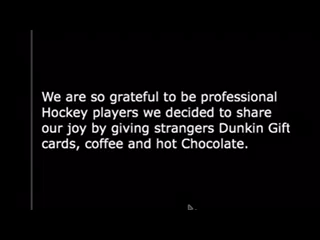 We are so grateful to be professional
Hockey players we decided to share
our joy by giving strangers Dunkin Gift
cards, coffee and hot Chocolate.